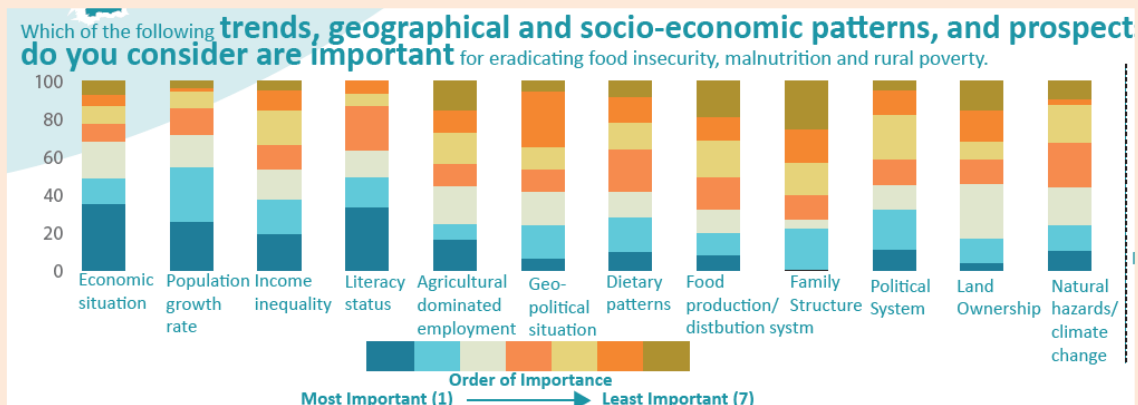 Which of the following trends, geographical and socio-economic patterns, and prospect
do you consider are important for eradicating food insecurity, malnutrition and rural poverty.
100
80
60
40
20
0
Economic
situation
Population
growth
rate
Income
inequality
Literacy
status
Agricultural
dominated
employment
Geo-
political
situation
Dietary
patterns
Food
production/
distbution systm
Family
Structure
Political
System
Land
Ownership
Natural
hazards/
climate
change
Order of Importance
Most Important (1) Least Important (7)